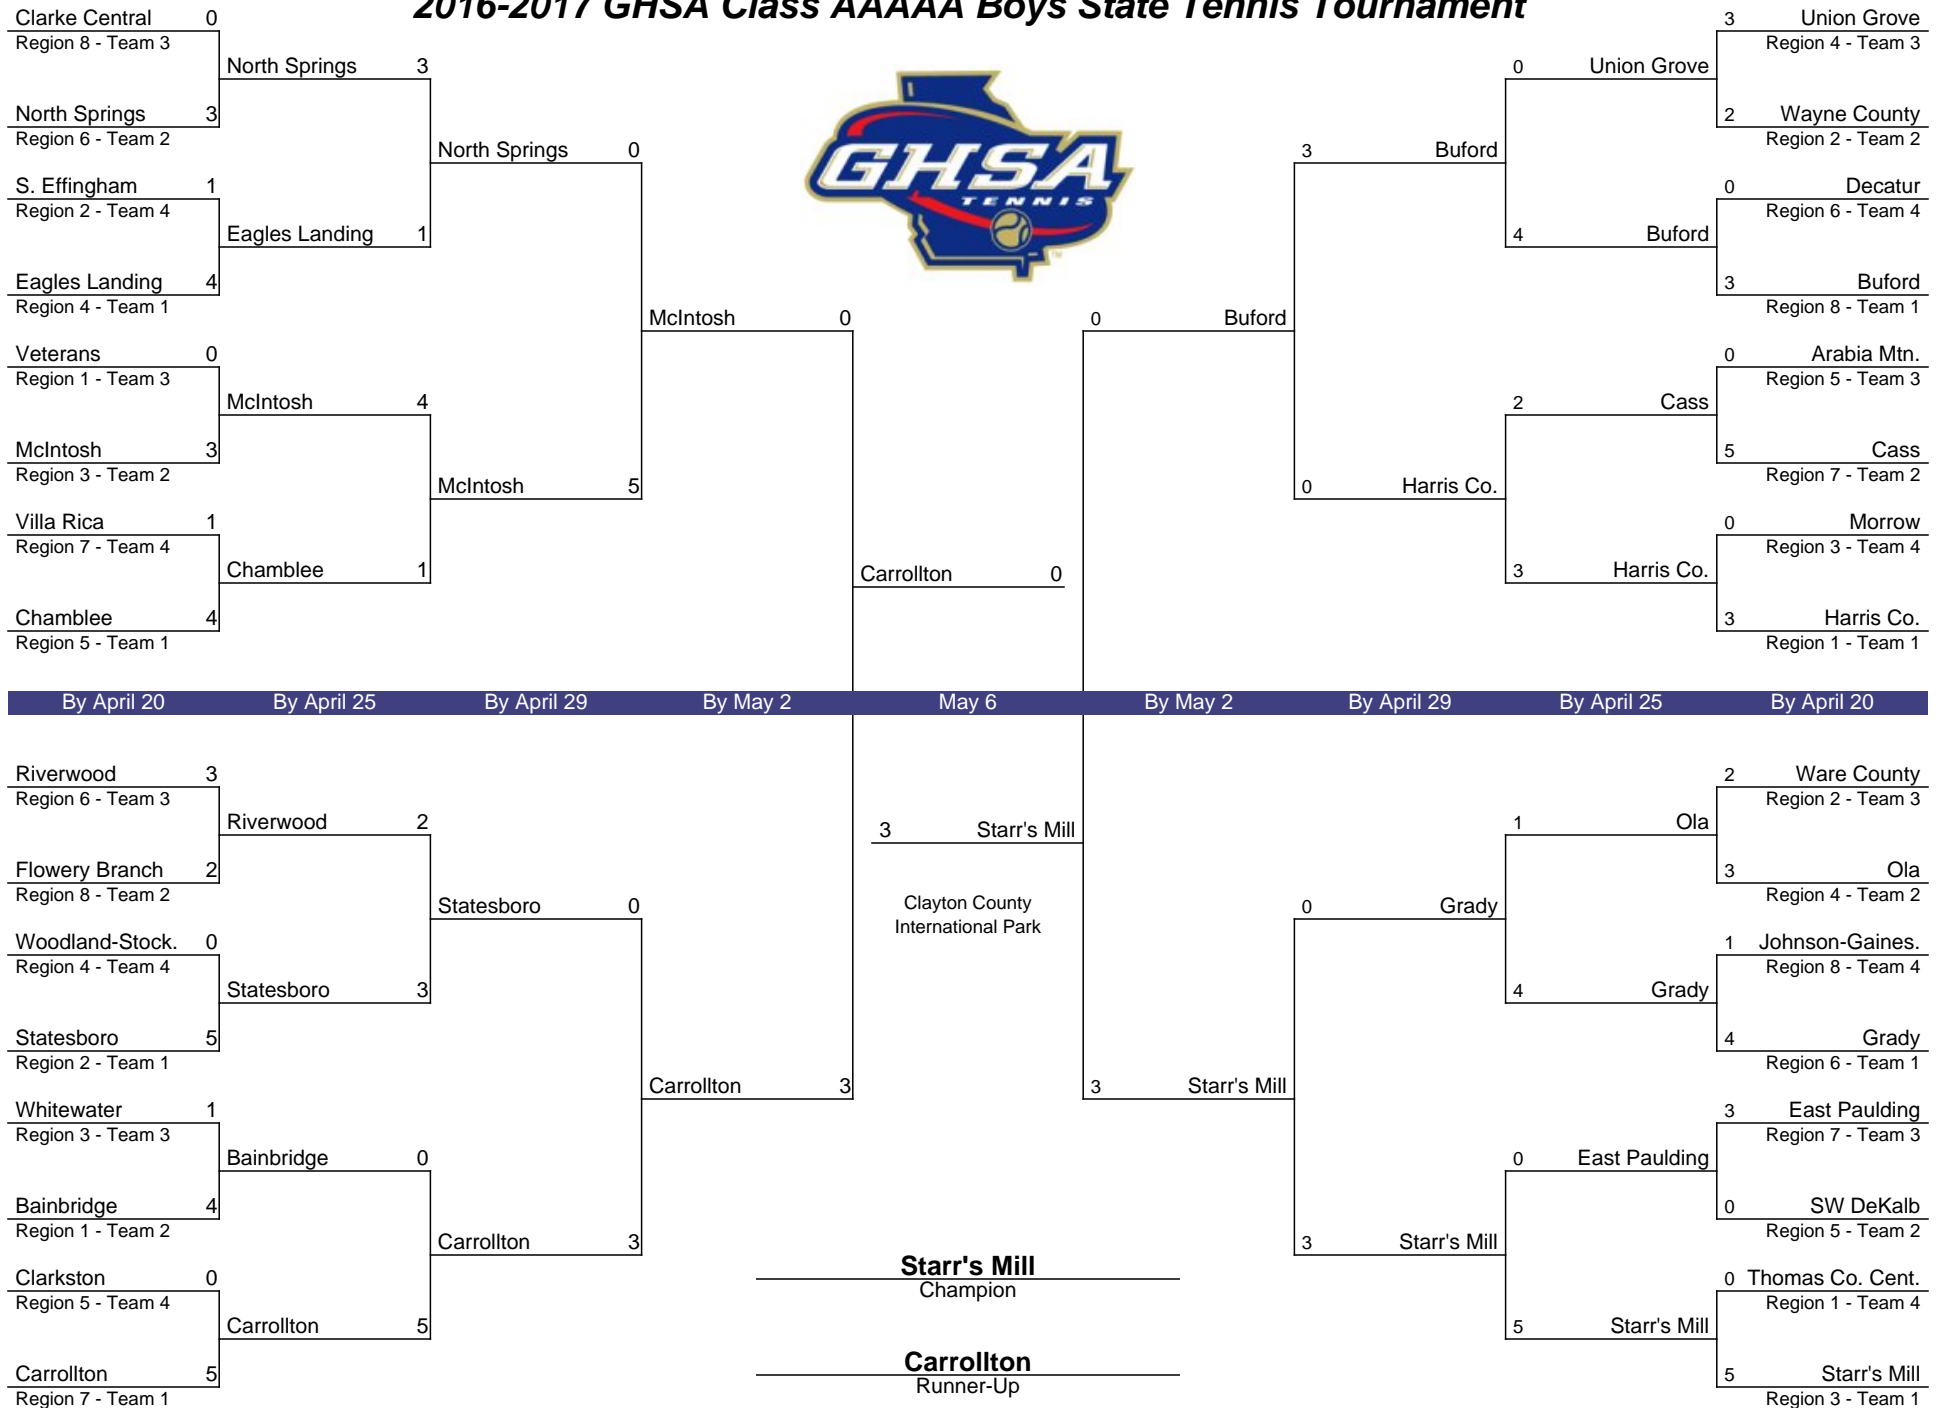 2016-2017 GHSA Class AAAAA Boys State Tennis Tournament
Clarke Central 0
Region 8 - Team 3
North Springs 3
North Springs 3
Region 6 - Team 2
North Springs 0
S. Effingham 1
Region 2 - Team 4
Eagles Landing 1
Eagles Landing 4
Region 4 - Team 1
McIntosh 0
Veterans 0
Region 1 - Team 3
McIntosh 4
McIntosh 3
Region 3 - Team 2
McIntosh 5
Villa Rica 1
Region 7 - Team 4
Chamblee 1
Chamblee 4
Region 5 - Team 1
Carrollton 0
GHSA
TENNIS
TM
3 Union Grove
Region 4 - Team 3
0 Union Grove
2 Wayne County
Region 2 - Team 2
3 Buford
0 Decatur
Region 6 - Team 4
4 Buford
3 Buford
Region 8 - Team 1
0 Buford
0 Arabia Mtn.
Region 5 - Team 3
2 Cass
5 Cass
Region 7 - Team 2
0 Harris Co.
0 Morrow
Region 3 - Team 4
3 Harris Co.
3 Harris Co.
Region 1 - Team 1
By April 20 By April 25 By April 29 By May 2 May 6 By May 2 By April 29 By April 25 By April 20
Riverwood 3
Region 6 - Team 3
Riverwood 2
Flowery Branch 2
Region 8 - Team 2
Statesboro 0
Woodland-Stock. 0
Region 4 - Team 4
Statesboro 3
Statesboro 5
Region 2 - Team 1
Carrollton 3
Whitewater 1
Region 3 - Team 3
Bainbridge 0
Bainbridge 4
Region 1 - Team 2
Carrollton 3
Clarkston 0
Region 5 - Team 4
Carrollton 5
Carrollton 5
Region 7 - Team 1
3 Starr's Mill
Clayton County
International Park
Starr's Mill
Champion
Carrollton
Runner-Up
2 Ware County
Region 2 - Team 3
1 Ola
3 Ola
Region 4 - Team 2
0 Grady
1 Johnson-Gaines.
Region 8 - Team 4
4 Grady
4 Grady
Region 6 - Team 1
3 Starr's Mill
3 East Paulding
Region 7 - Team 3
0 East Paulding
0 SW DeKalb
Region 5 - Team 2
3 Starr's Mill
0 Thomas Co. Cent.
Region 1 - Team 4
5 Starr's Mill
5 Starr's Mill
Region 3 - Team 1